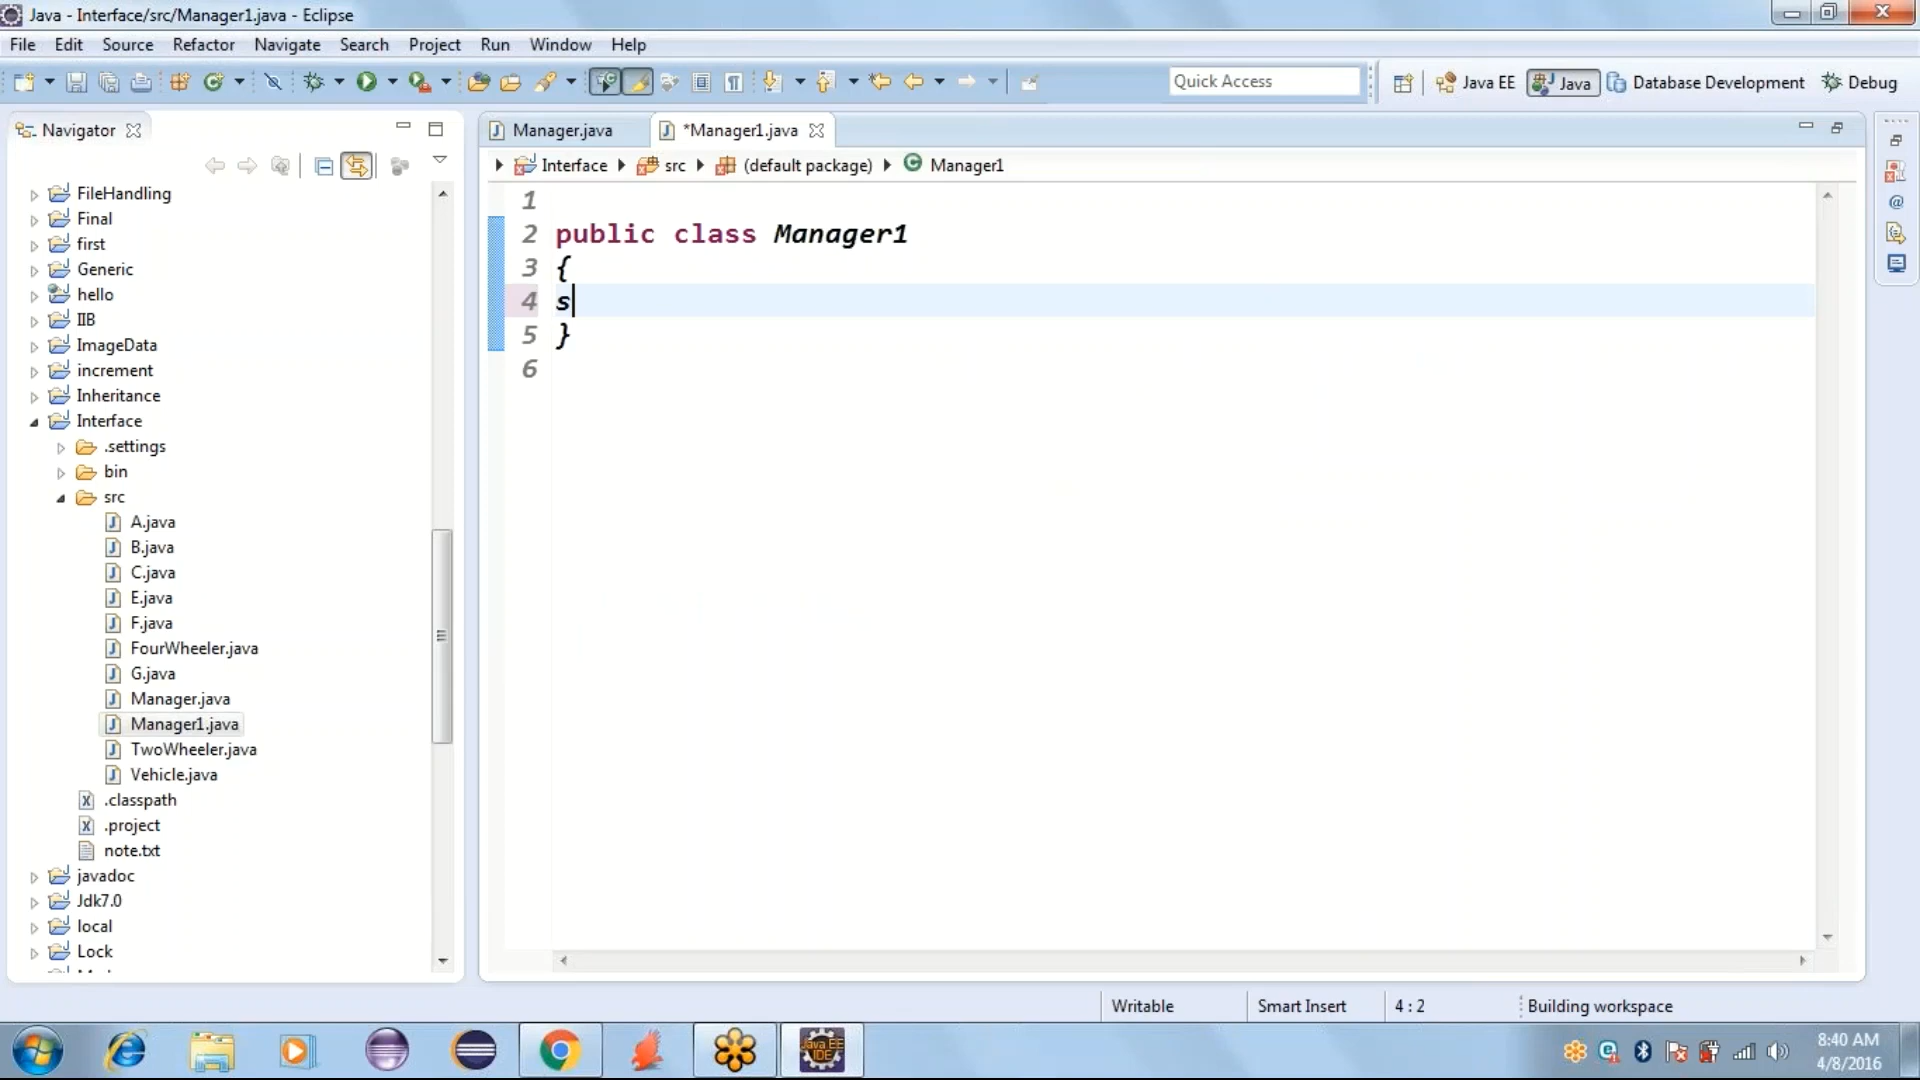 Java - Interface/src/Manager1.java - Eclipse
File Edit Source Refactor Navigate Search Project Run Window Help
Quick Access
Java EE
Java
Database Development
Debug
Navigator
Manager.java
*Manager1.java
Interface
src
(default package)
Manager1
FileHandling
Final
first
Generic
hello
IIB
ImageData
increment
Inheritance
Interface
.settings
bin
src
A.java
B.java
C.java
E.java
F.java
FourWheeler.java
G.java
Manager.java
Manager1.java
TwoWheeler.java
Vehicle.java
.classpath
.project
note.txt
javadoc
Jdk7.0
local
Lock
1
2 public class Manager1
3 {
4 s
5 }
6
Writable
Smart Insert
4 : 2
Building workspace
Java EE
IDE
8:40 AM
4/8/2016